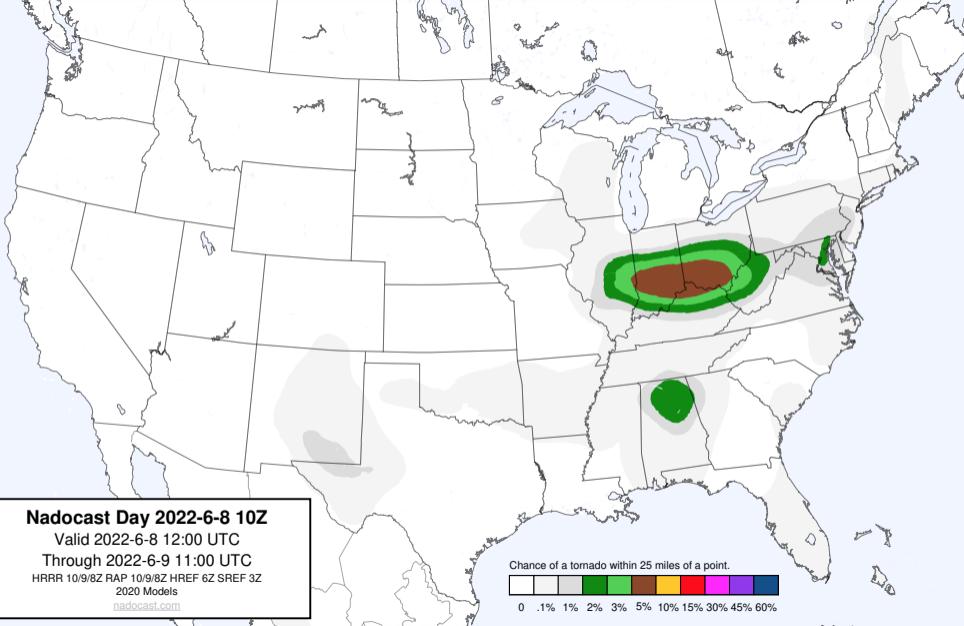 Nadocast Day 2022-6-8 10Z
Valid 2022-6-8 12:00 UTC
Through 2022-6-9 11:00 UTC
HRRR 10/9/8Z RAP 10/9/8Z HREF 6Z SREF 3Z
2020 Models
nadocast.com
Chance of a tornado within 25 miles of a point.
0 .1% 1% 2% 3% 5% 10% 15% 30% 45% 60%